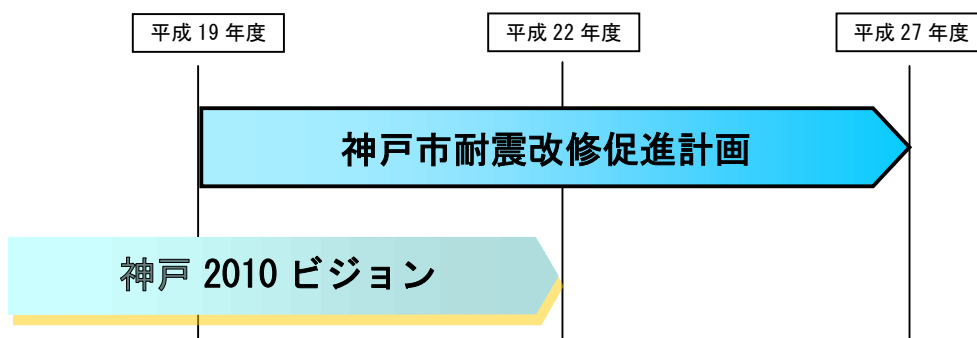 平成 19 年度
平成 22 年度
平成 27 年度
神戸市耐震改修促進計画
神戸 2010 ビジョン